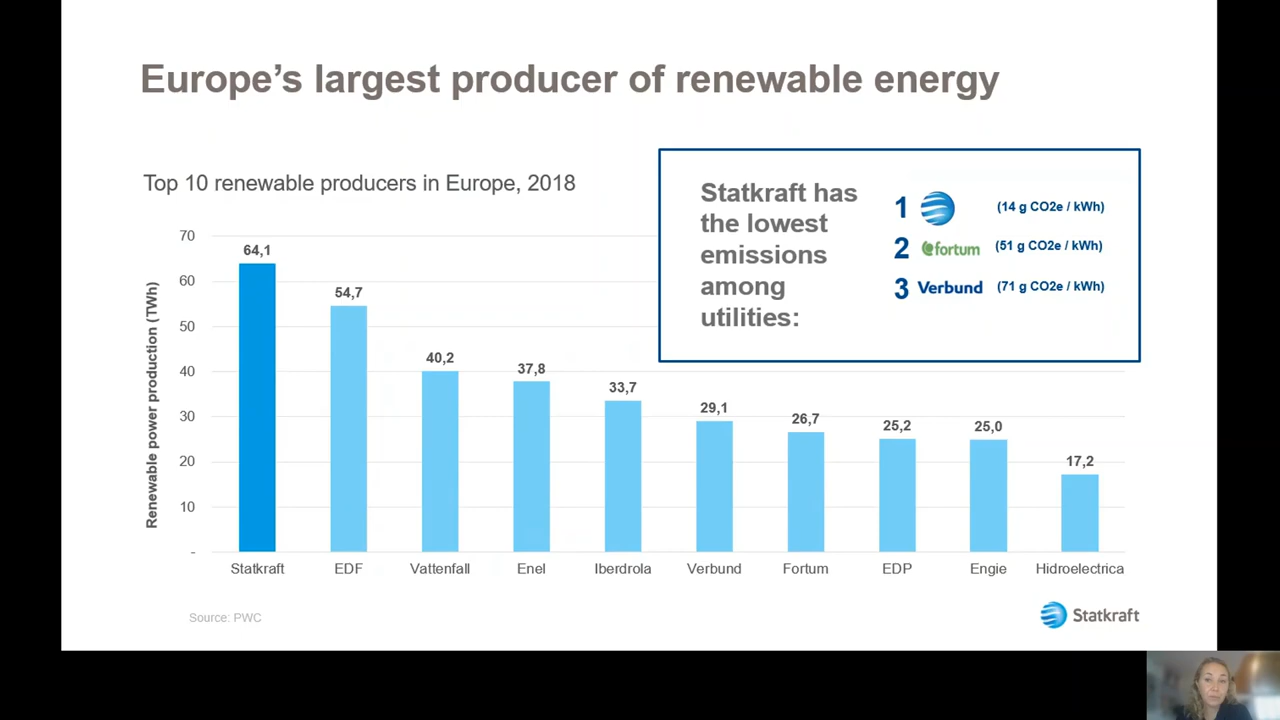 Europe's largest producer of renewable energy
Top 10 renewable producers in Europe, 2018
Statkraft has
the lowest
emissions
among
utilities:
1 (14 g CO2e / kWh)
2 fortum (51 g CO2e / kWh)
3 Verbund (71 g CO2e / kWh)
Renewable power production (TWh)
70
60
50
40
30
20
10
-
64,1
54,7
40,2
37,8
33,7
29,1
26,7
25,2
25,0
17,2
Statkraft EDF Vattenfall Enel Iberdrola Verbund Fortum EDP Engie Hidroelectrica
Source: PWC
Statkraft